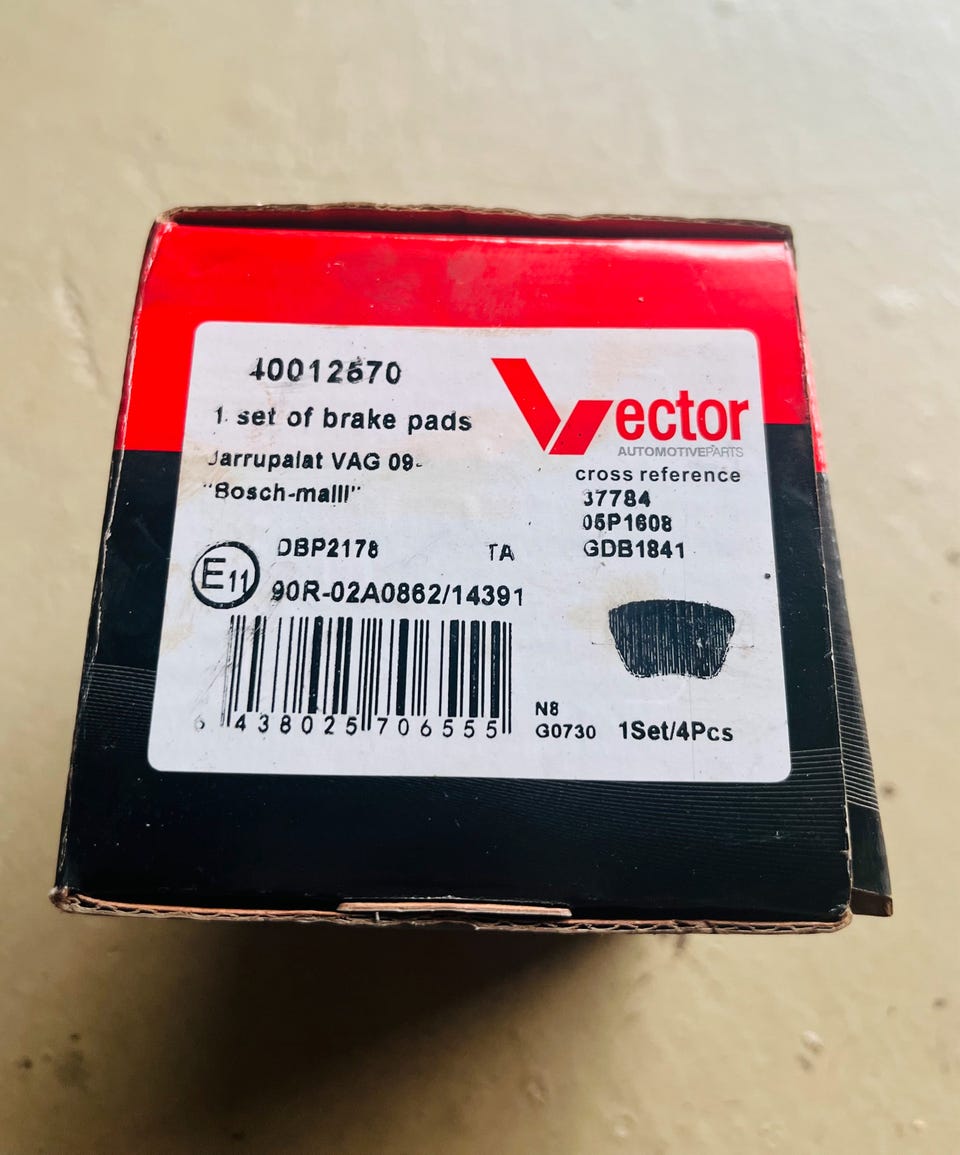 40012670
1 set of brake pads
Jarrupalat VAG 09-
"Bosch-malli"
Vector
AUTOMOTIVEPARTS
cross reference
37784
05P1608
GDB1841
DBP2178 TA
E11
90R-02A0862/14391
6 438025 706555
N8
G0730 1Set/4Pcs